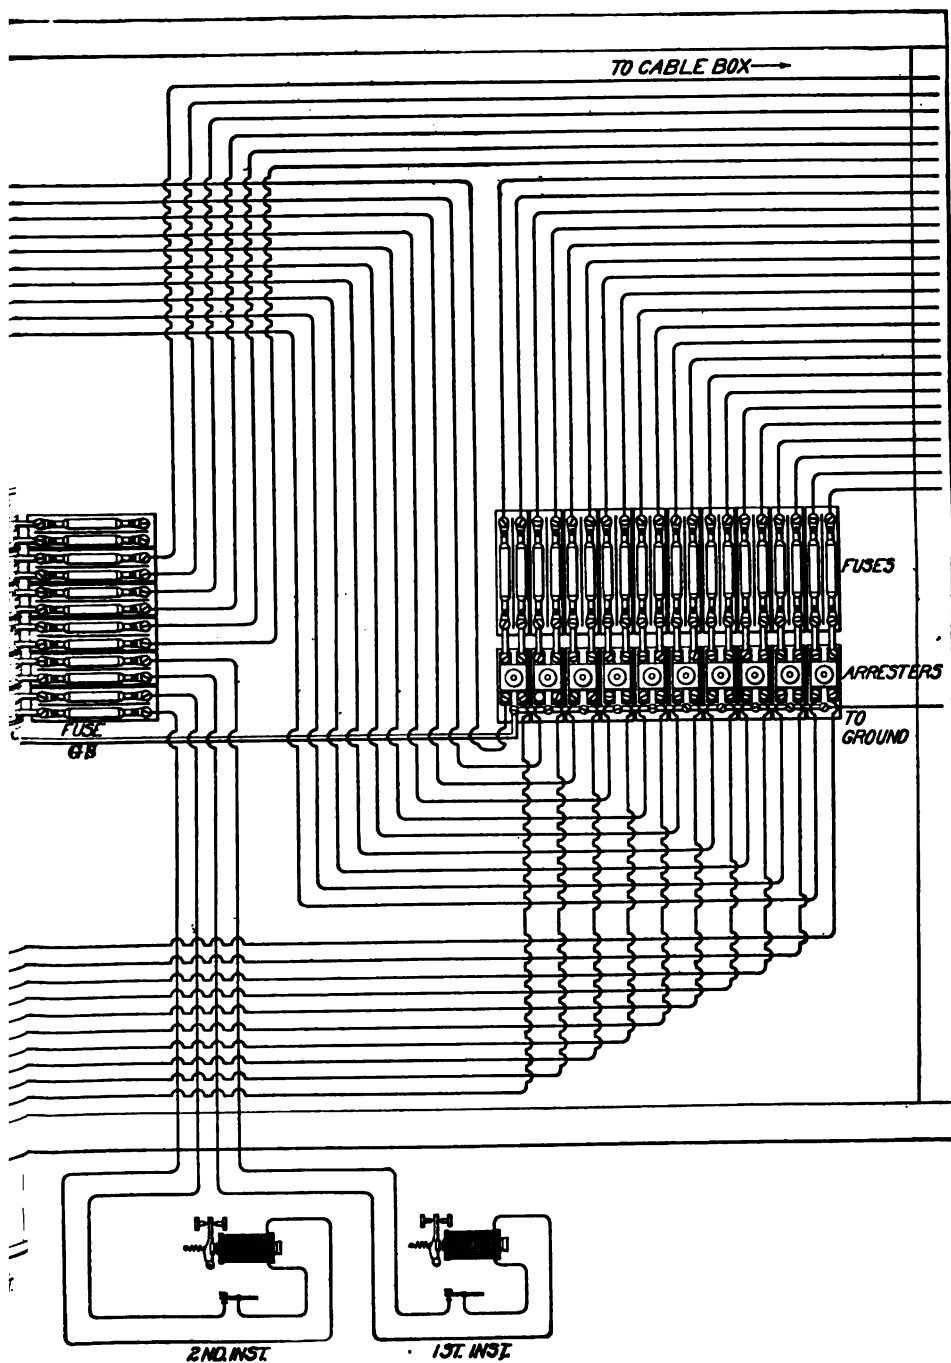 TO CABLE BOX
FUSES
ARRESTERS
TO
GROUND
FUSE
2ND. INST.
1ST. INST.